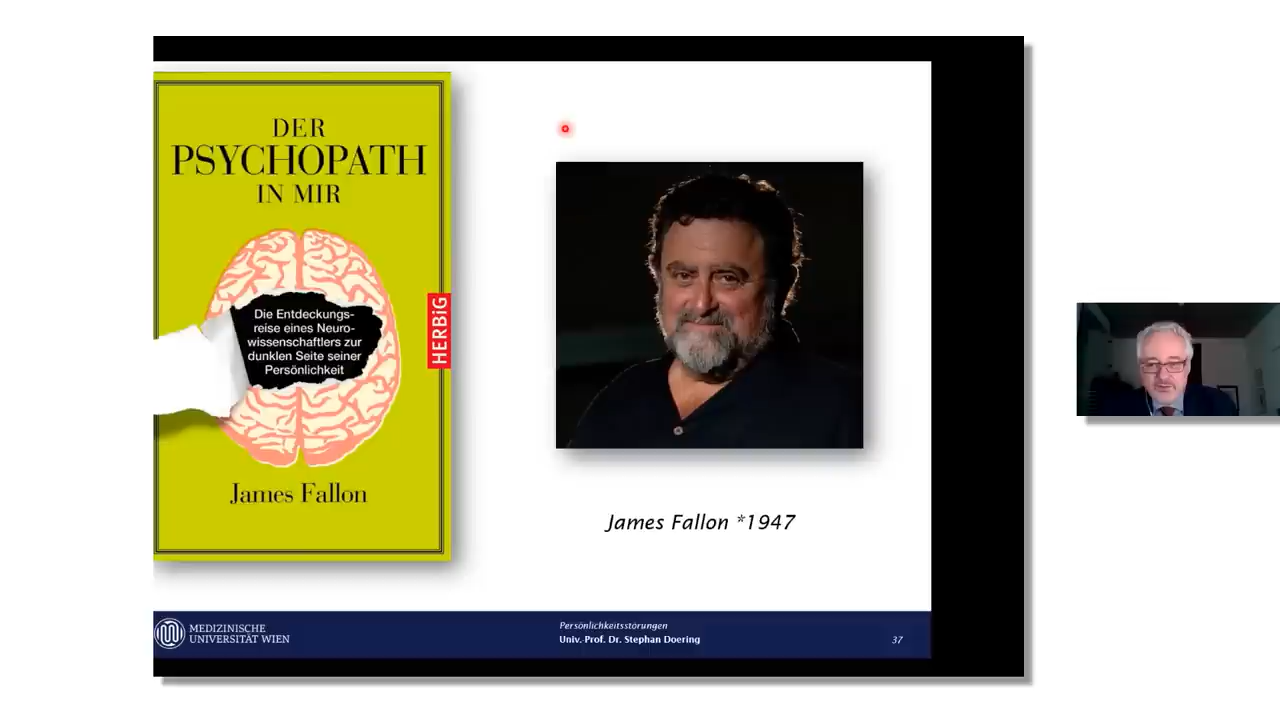 DER
PSYCHOPATH
IN MIR
Die Entdeckungs-
reise eines Neuro-
wissenschaftlers zur
dunklen Seite seiner
Persönlichkeit
HERBiG
James Fallon
James Fallon *1947
MEDIZINISCHE
UNIVERSITÄT WIEN
Persönlichkeitsstörungen
Univ.-Prof. Dr. Stephan Doering
37